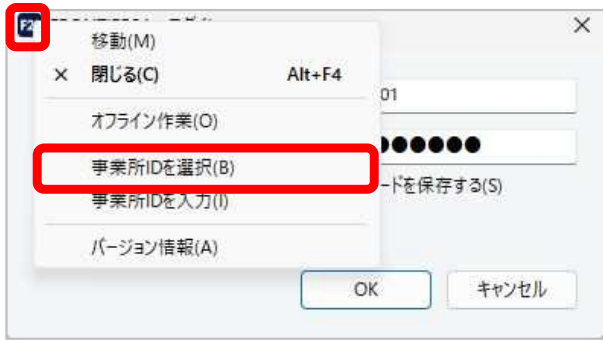 F2
移動(M)
× 閉じる(C) Alt+F4
01
オフライン作業(O)
●●●●●●
事業所IDを選択(B)
ードを保存する(S)
事業所IDを入力(I)
バージョン情報(A)
OK キャンセル